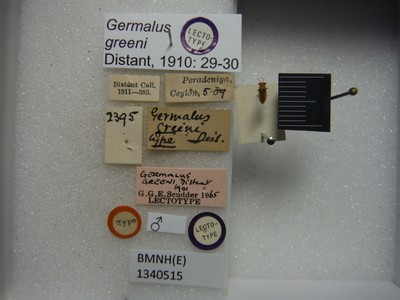 Germalus
greeni
LECTO-
TYPE
Distant, 1910: 29-30
Distant Coll.
1911—383.
Peradeniya,
Ceylon, 5-09
2395
Germalus
greeni
type Dist.
GERMALUS
GREENI, Distant
G.G.E. Scudder 1965
LECTOTYPE
Type
♂
LECTO-
TYPE
BMNH(E)
1340515